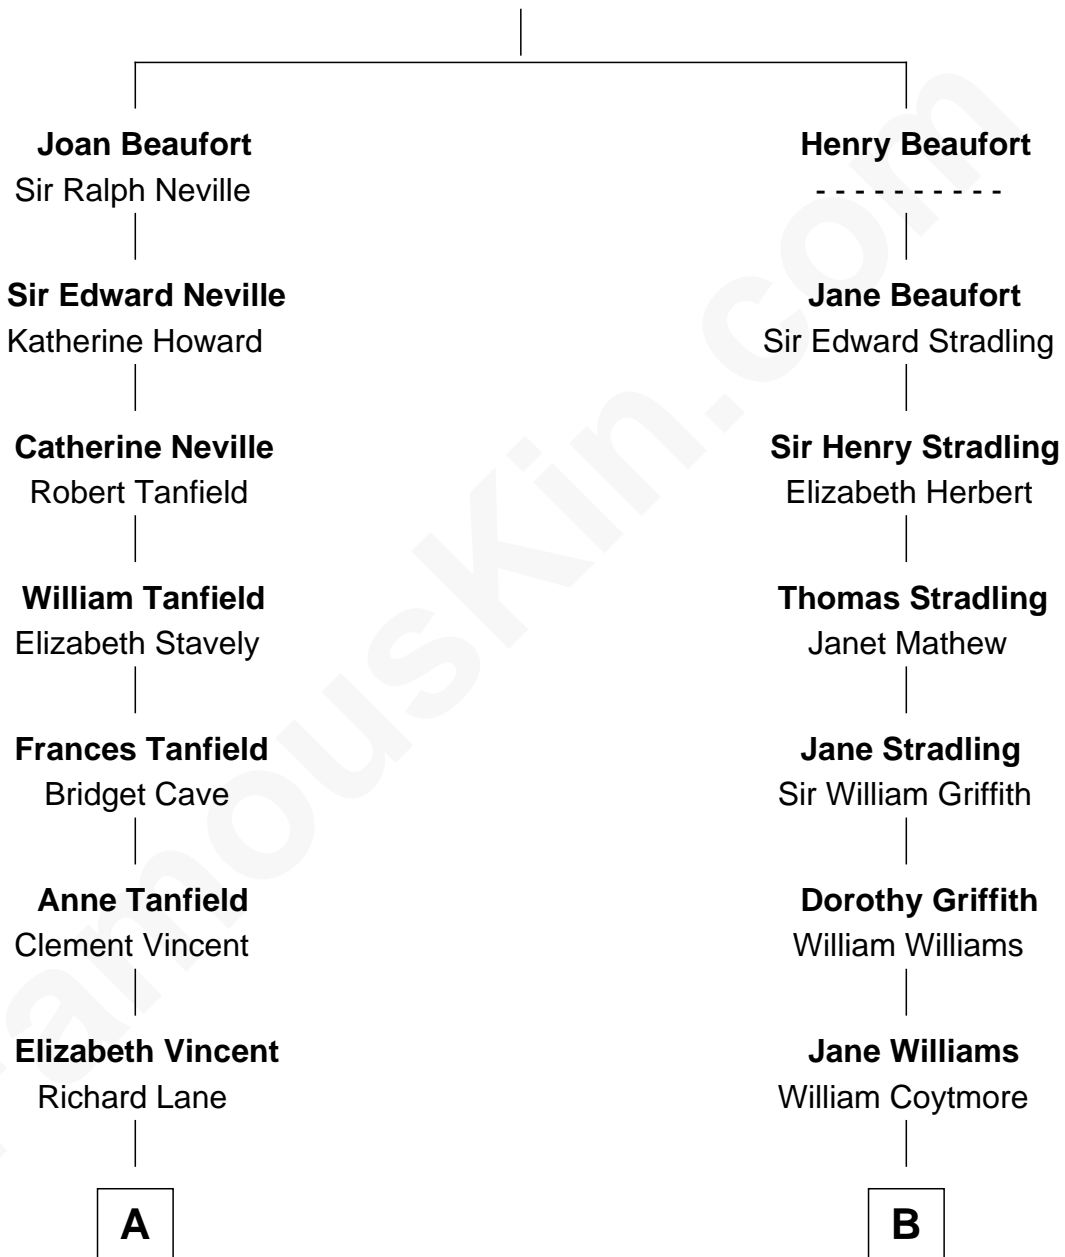 Joan Beaufort
Sir Ralph Neville
Sir Edward Neville
Katherine Howard
Catherine Neville
Robert Tanfield
William Tanfield
Elizabeth Stavely
Frances Tanfield
Bridget Cave
Anne Tanfield
Clement Vincent
Elizabeth Vincent
Richard Lane
A
Henry Beaufort
- - - - - - - - - -
Jane Beaufort
Sir Edward Stradling
Sir Henry Stradling
Elizabeth Herbert
Thomas Stradling
Janet Mathew
Jane Stradling
Sir William Griffith
Dorothy Griffith
William Williams
Jane Williams
William Coytmore
B
FamousKin.com